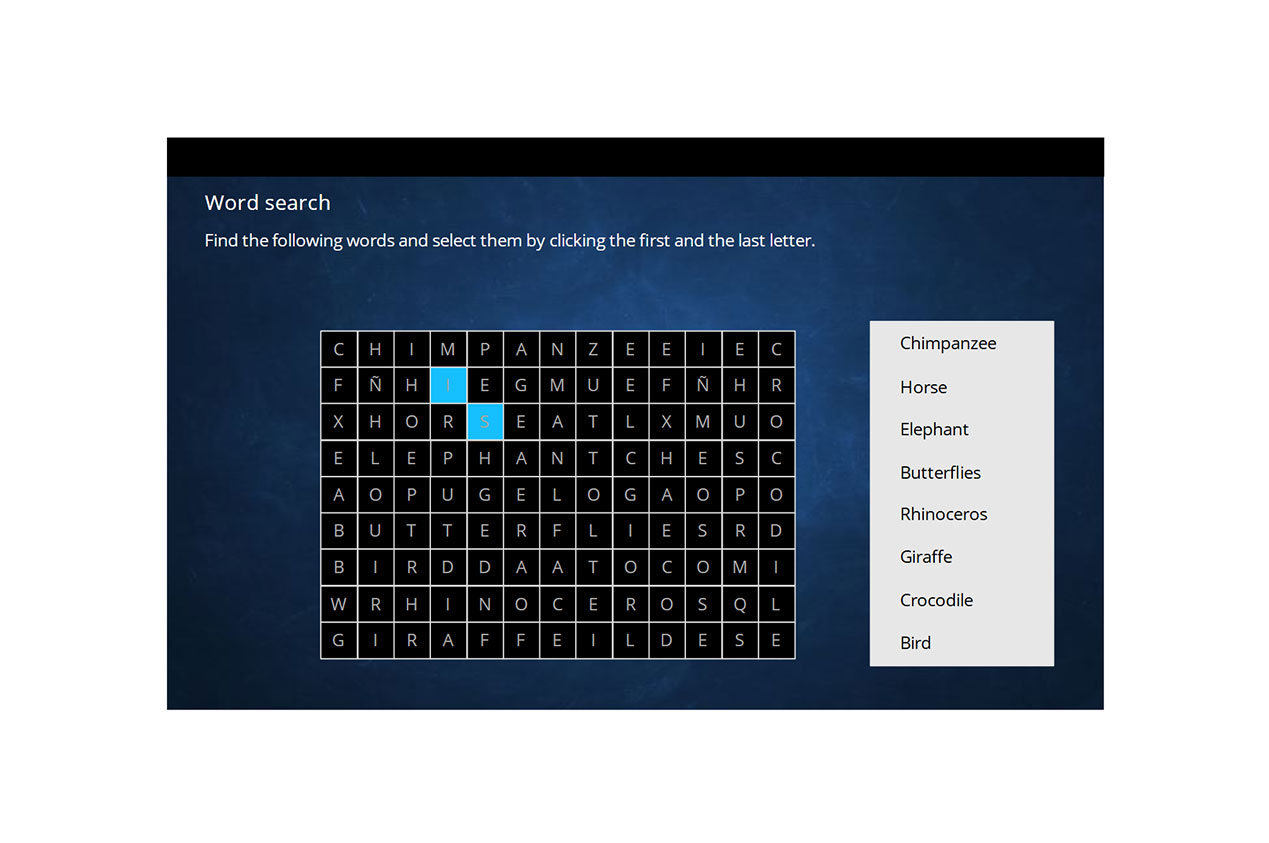 Word search
Find the following words and select them by clicking the first and the last letter.
C H I M P A N Z E E I E C
F Ñ H I E G M U E F Ñ H R
X H O R S E A T L X M U O
E L E P H A N T C H E S C
A O P U G E L O G A O P O
B U T T E R F L I E S R D
B I R D D A A T O C O M I
W R H I N O C E R O S Q L
G I R A F F E I L D E S E
Chimpanzee
Horse
Elephant
Butterflies
Rhinoceros
Giraffe
Crocodile
Bird